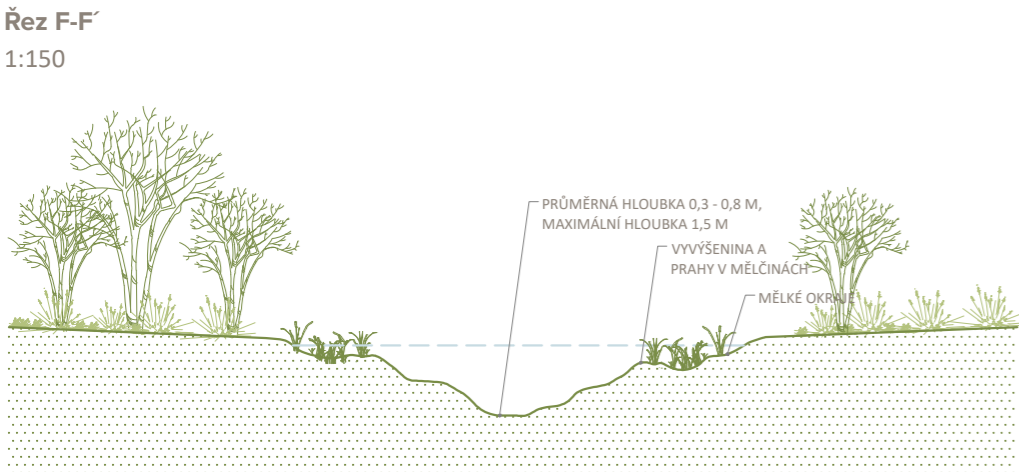 Řez F-F´
1:150
PRŮMĚRNÁ HLOUBKA 0,3 - 0,8 M,
MAXIMÁLNÍ HLOUBKA 1,5 M
VYVÝŠENINA A
PRAHY V MĚLČINÁCH
MĚLKÉ OKRAJE